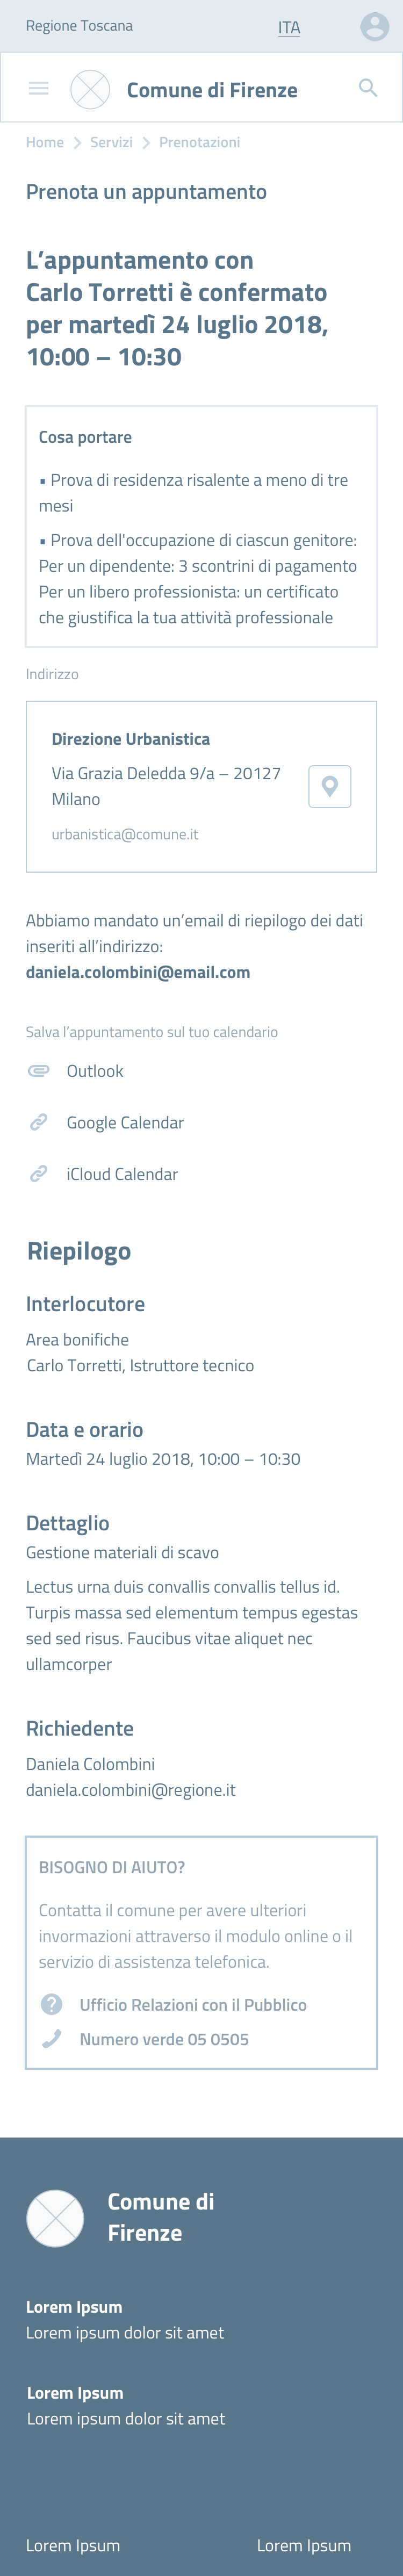 Regione Toscana
ITA
Comune di Firenze
Home > Servizi > Prenotazioni
Prenota un appuntamento
L’appuntamento con
Carlo Torretti è confermato
per martedì 24 luglio 2018,
10:00 – 10:30
Cosa portare
▪ Prova di residenza risalente a meno di tre
mesi
▪ Prova dell'occupazione di ciascun genitore:
Per un dipendente: 3 scontrini di pagamento
Per un libero professionista: un certificato
che giustifica la tua attività professionale
Indirizzo
Direzione Urbanistica
Via Grazia Deledda 9/a – 20127
Milano
urbanistica@comune.it
Abbiamo mandato un’email di riepilogo dei dati
inseriti all’indirizzo:
daniela.colombini@email.com
Salva l’appuntamento sul tuo calendario
Outlook
Google Calendar
iCloud Calendar
Riepilogo
Interlocutore
Area bonifiche
Carlo Torretti, Istruttore tecnico
Data e orario
Martedì 24 luglio 2018, 10:00 – 10:30
Dettaglio
Gestione materiali di scavo
Lectus urna duis convallis convallis tellus id.
Turpis massa sed elementum tempus egestas
sed sed risus. Faucibus vitae aliquet nec
ullamcorper
Richiedente
Daniela Colombini
daniela.colombini@regione.it
BISOGNO DI AIUTO?
Contatta il comune per avere ulteriori
invormazioni attraverso il modulo online o il
servizio di assistenza telefonica.
Ufficio Relazioni con il Pubblico
Numero verde 05 0505
Comune di
Firenze
Lorem Ipsum
Lorem ipsum dolor sit amet
Lorem Ipsum
Lorem ipsum dolor sit amet
Lorem Ipsum
Lorem Ipsum